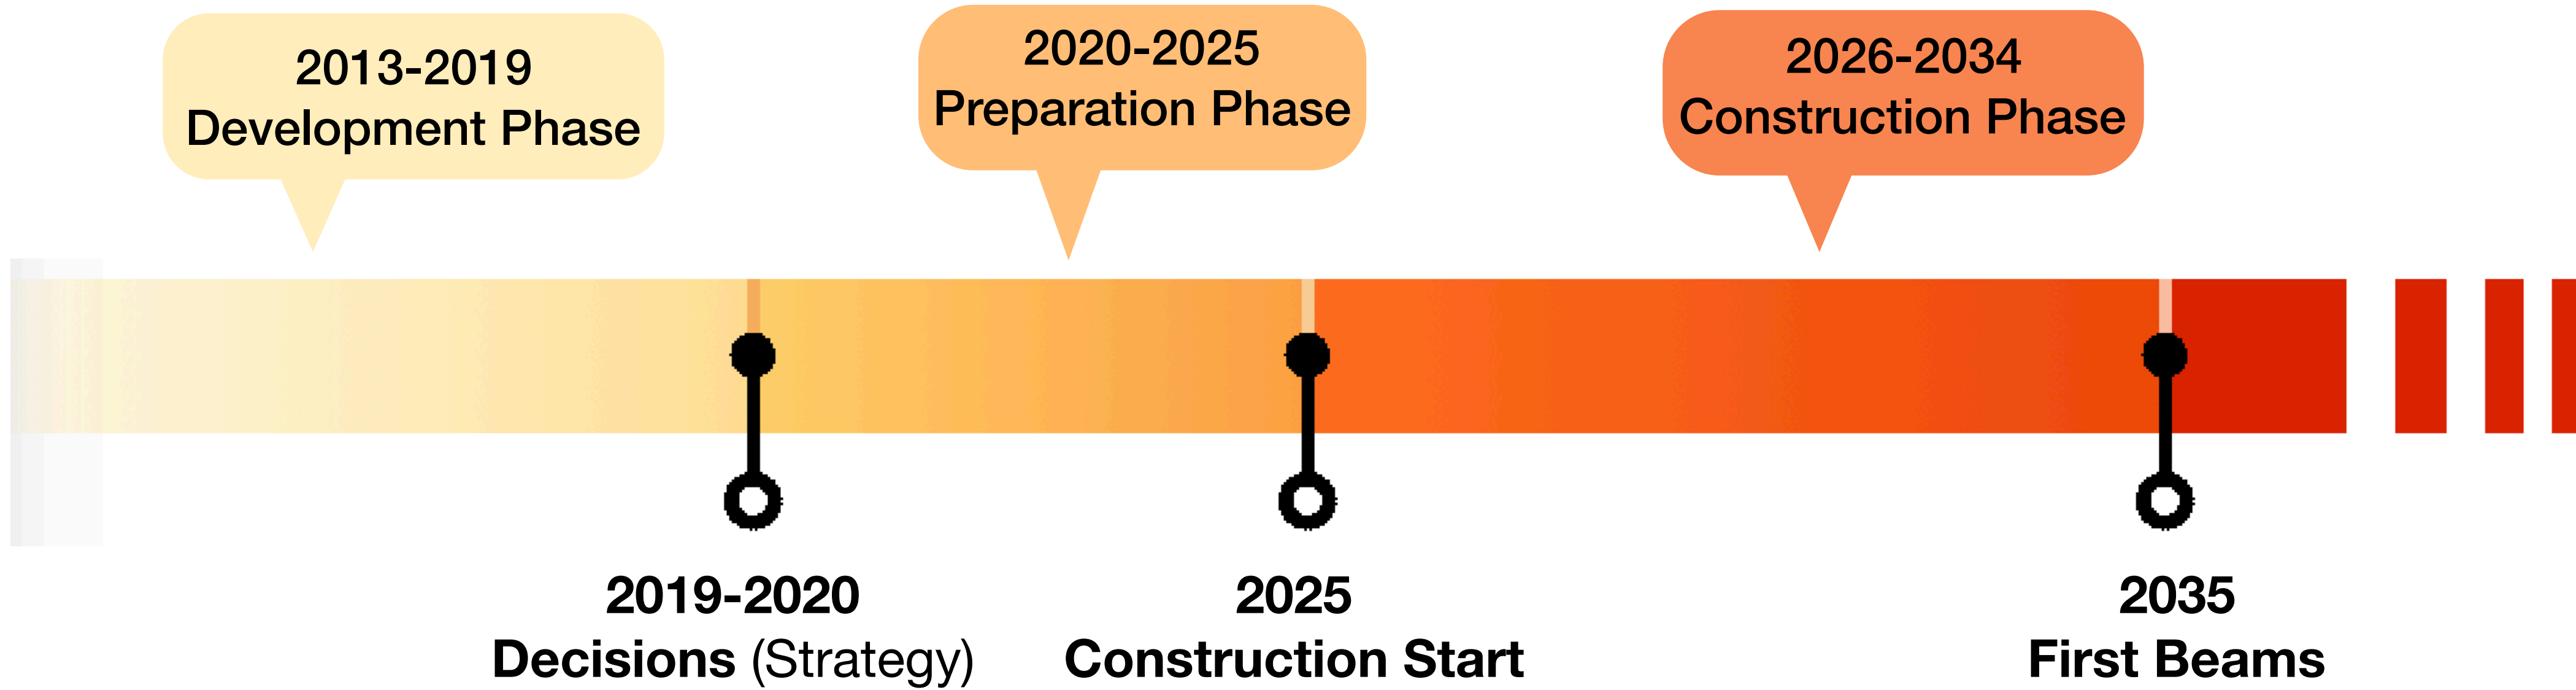 2013-2019
Development Phase
2020-2025
Preparation Phase
2026-2034
Construction Phase
2019-2020
Decisions (Strategy)
2025
Construction Start
2035
First Beams